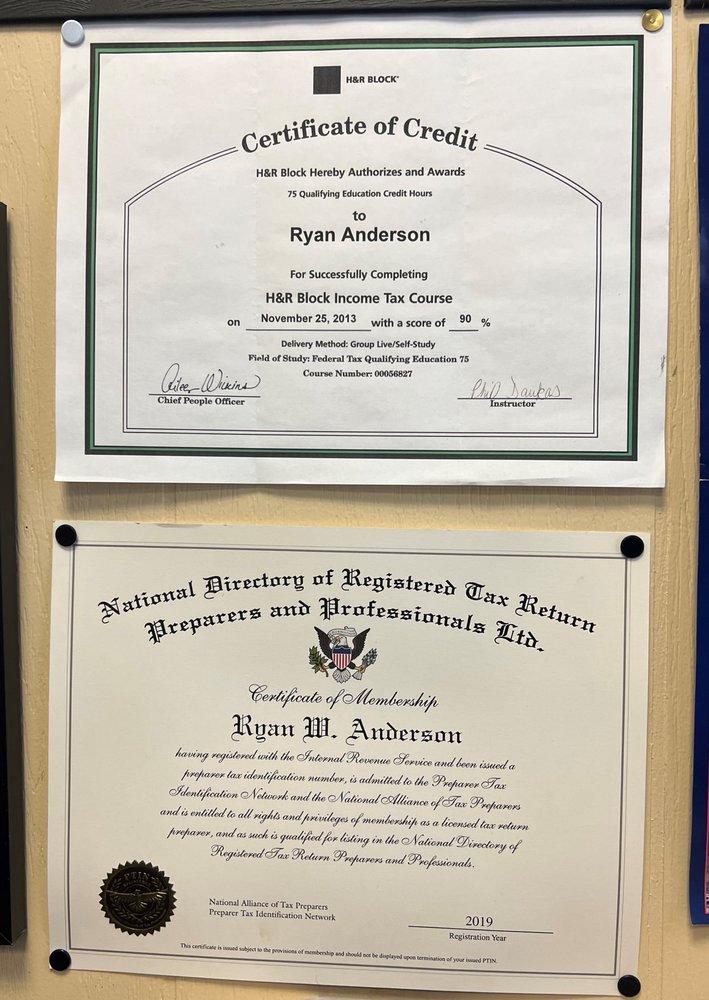 H&R BLOCK®
Certificate of Credit
H&R Block Hereby Authorizes and Awards
75 Qualifying Education Credit Hours
to
Ryan Anderson
For Successfully Completing
H&R Block Income Tax Course
on November 25, 2013 with a score of 90 %
Delivery Method: Group Live/Self-Study
Field of Study: Federal Tax Qualifying Education 75
Course Number: 00056827
Chief People Officer
Instructor
National Directory of Registered Tax Return
Preparers and Professionals Ltd.
Certificate of Membership
Ryan W. Anderson
having registered with the Internal Revenue Service and been issued a
preparer tax identification number, is admitted to the Preparer Tax
Identification Network and the National Alliance of Tax Preparers
and is entitled to all rights and privileges of membership as a licensed tax return
preparer, and as such is qualified for listing in the National Directory of
Registered Tax Return Preparers and Professionals.
PTIN
National Alliance of Tax Preparers
Preparer Tax Identification Network
2019
Registration Year
This certificate is issued subject to the provisions of membership and should not be displayed upon termination of your issued PTIN.